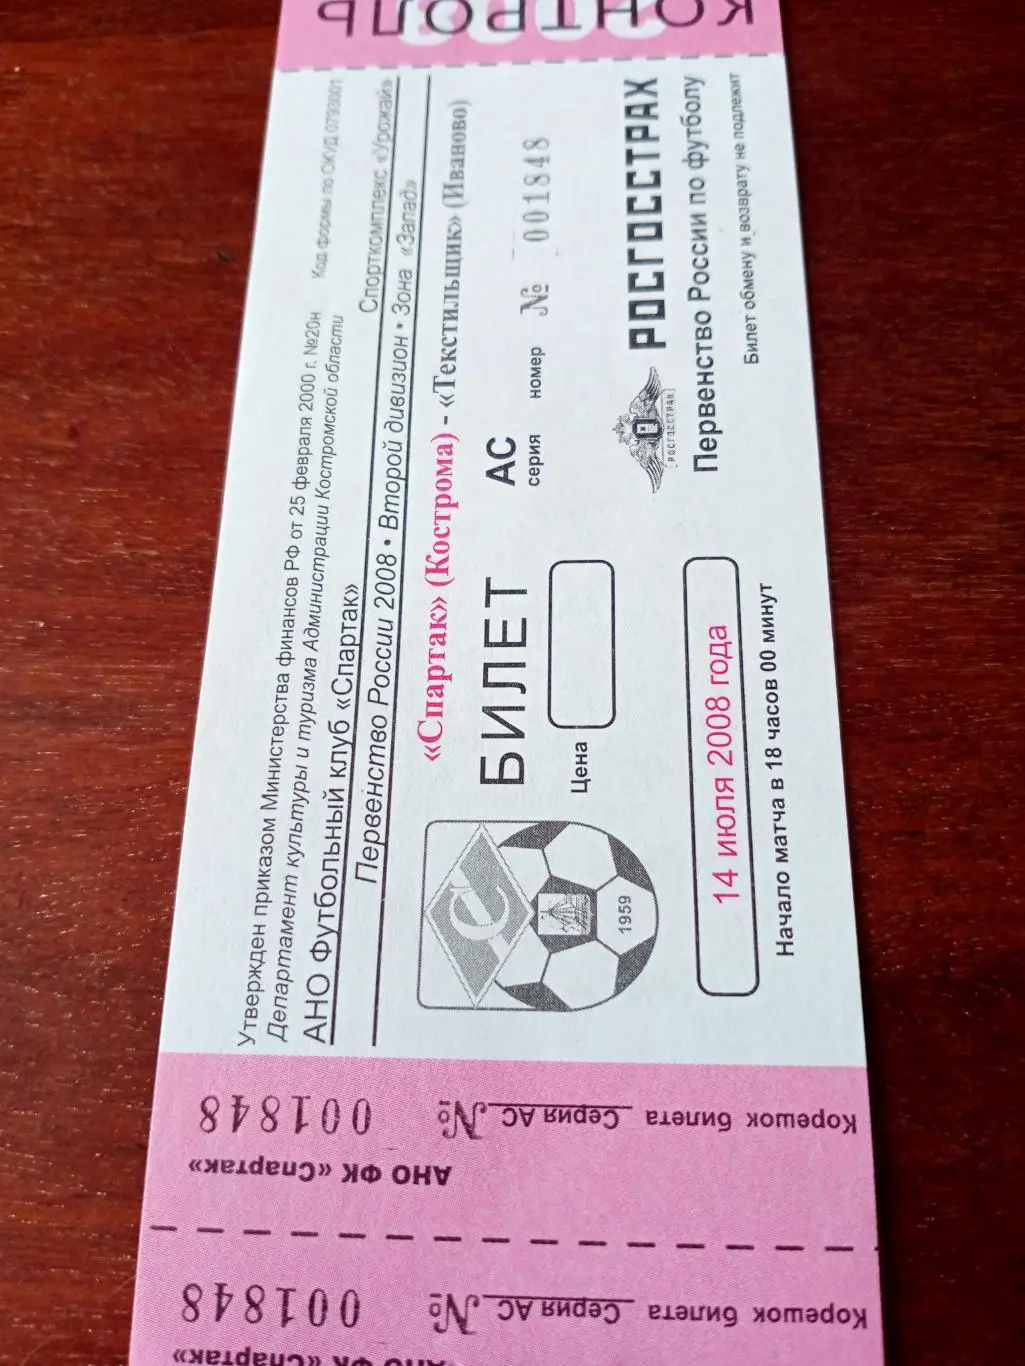 Утвержден приказом Министерства финансов РФ от 25 февраля 2000 г. №20н
Код формы по ОКУД 0793001
Департамент культуры и туризма Администрации Костромской области
АНО Футбольный клуб «Спартак»
Спорткомплекс «Урожай»
Первенство России 2008 • Второй дивизион • Зона «Запад»
«Спартак» (Кострома) - «Текстильщик» (Иваново)
БИЛЕТ АС № 001848
серия номер
Цена
1959
РОСГОССТРАХ
РОСГОССТРАХ
Первенство России по футболу
14 июля 2008 года
Начало матча в 18 часов 00 минут
Билет обмену и возврату не подлежит
КОНТРОЛЬ
АНО ФК «Спартак»
Корешок билета Серия АС № 001848
АНО ФК «Спартак»
Корешок билета Серия АС № 001848